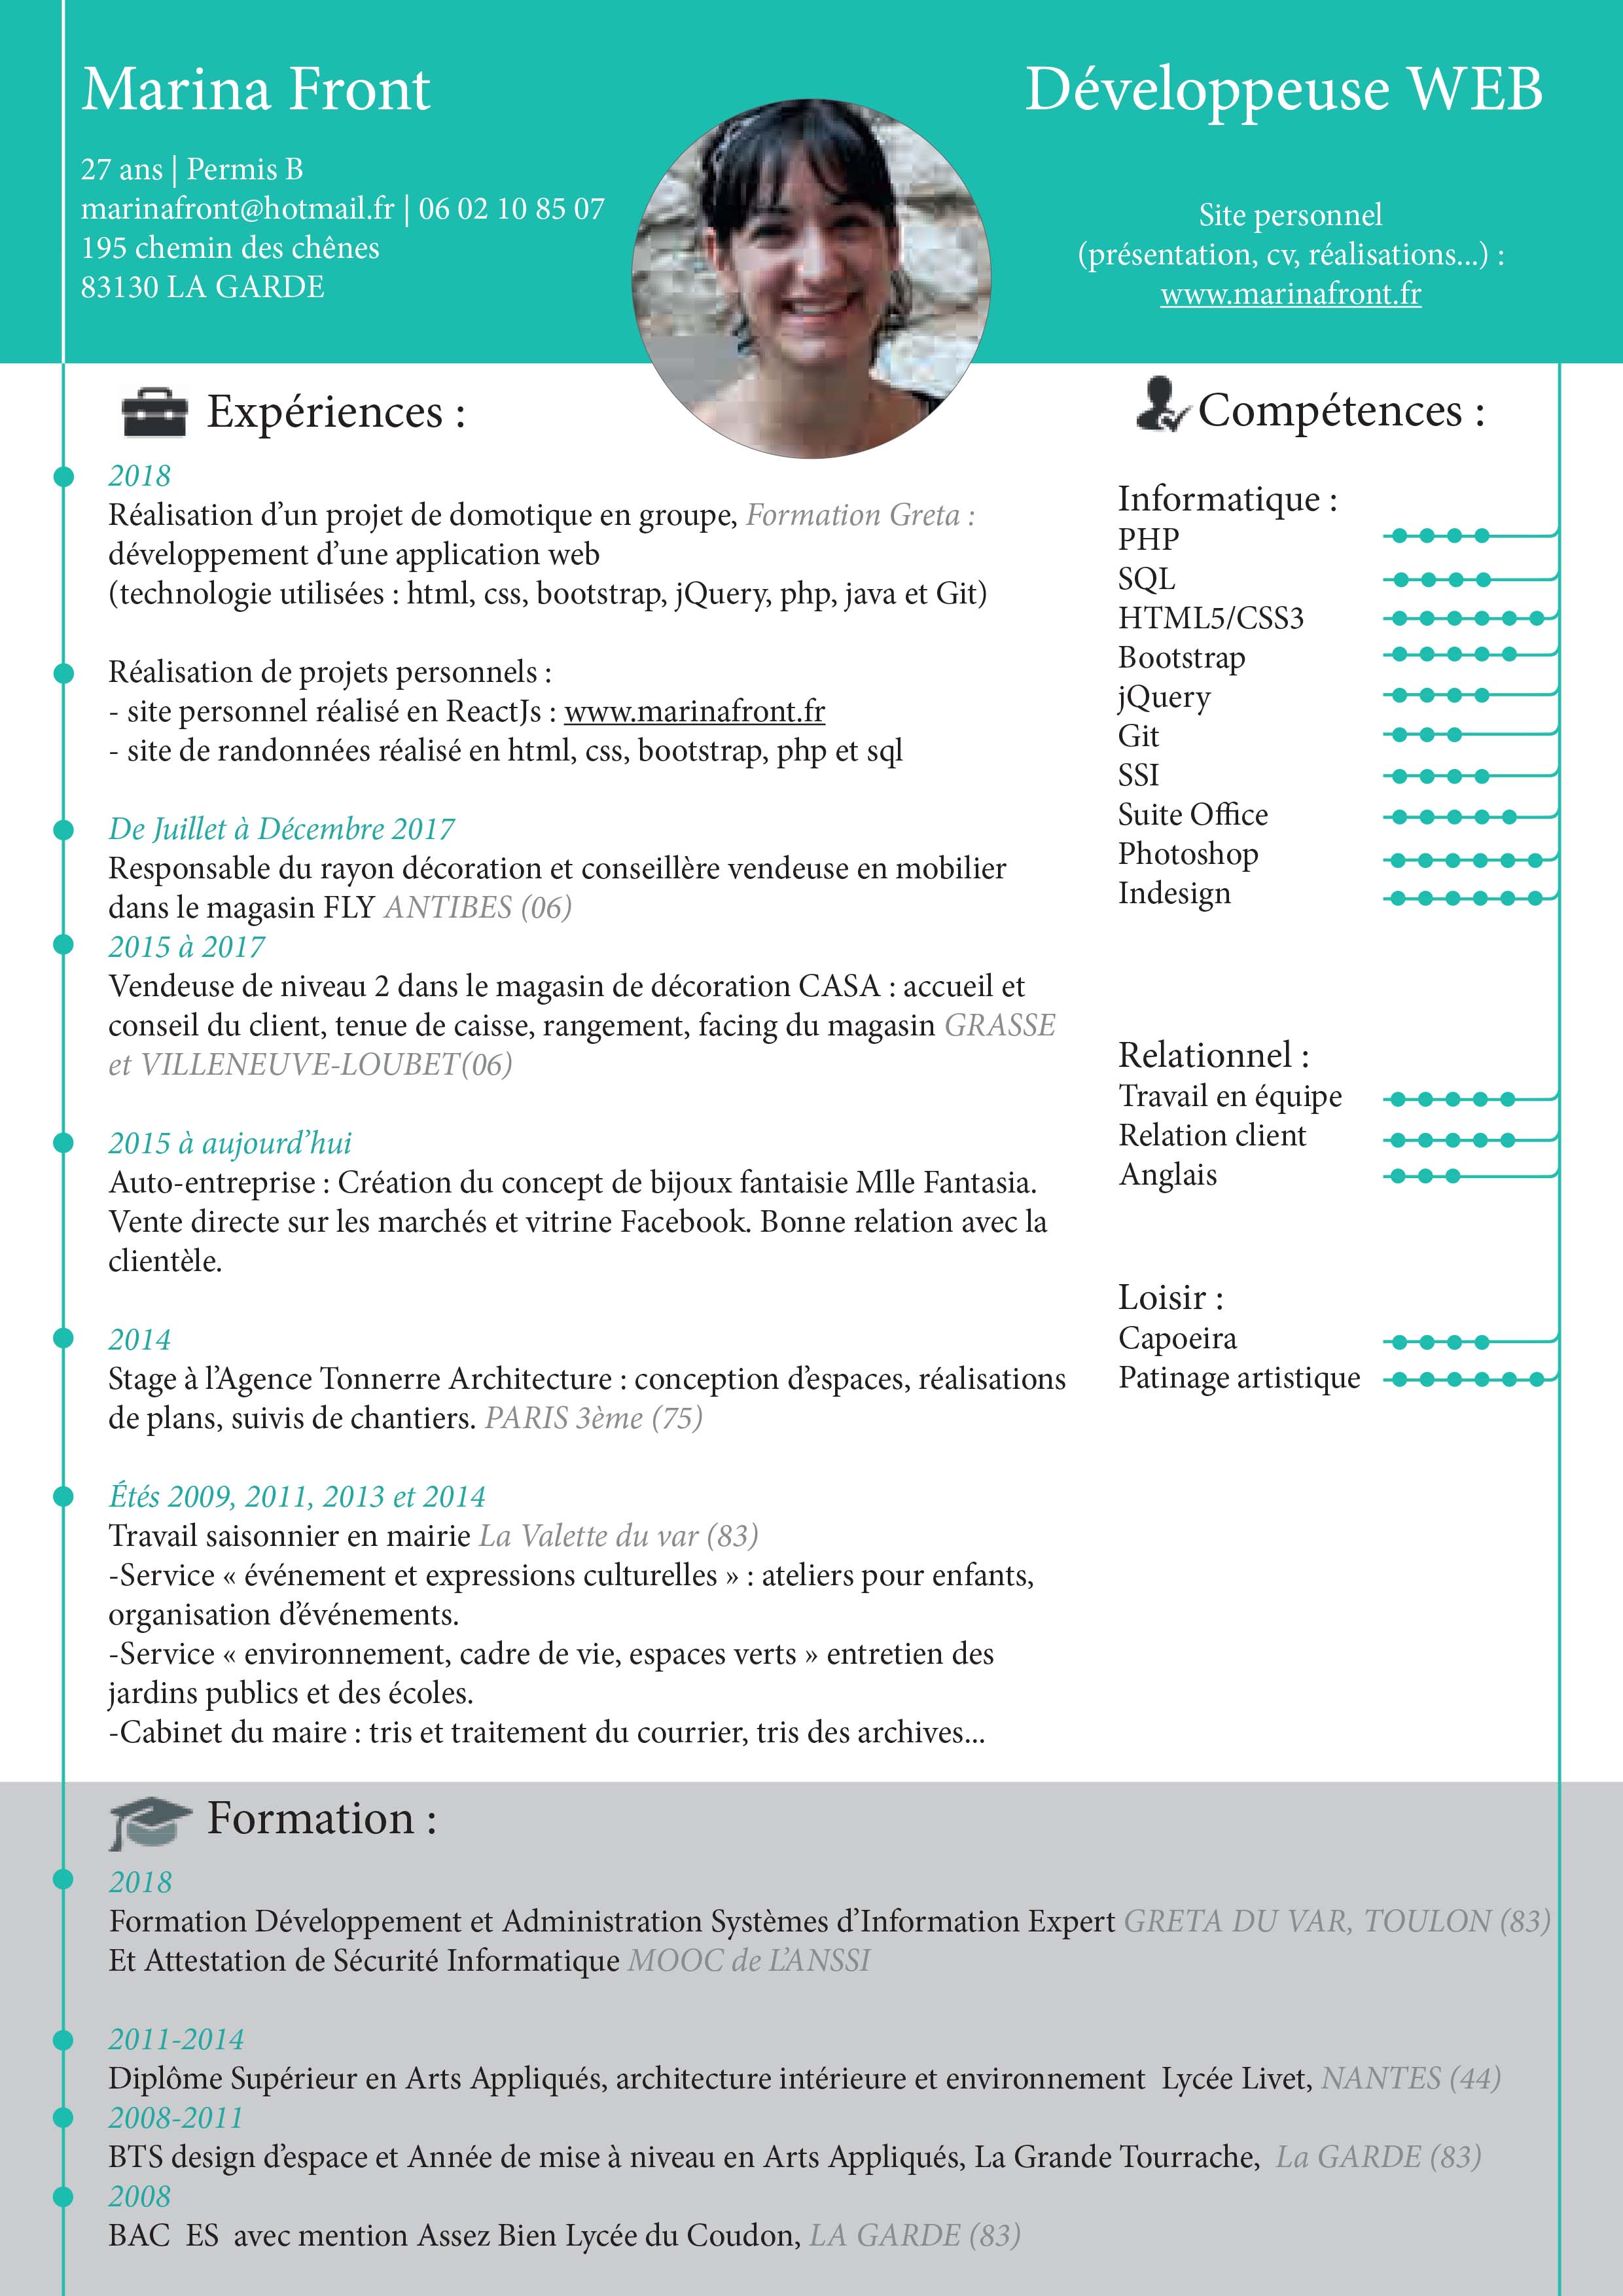 Marina Front
27 ans | Permis B
marinafront@hotmail.fr | 06 02 10 85 07
195 chemin des chênes
83130 LA GARDE
Développeuse WEB
Site personnel
(présentation, cv, réalisations...) :
www.marinafront.fr
Expériences :
2018
Réalisation d’un projet de domotique en groupe, Formation Greta :
développement d’une application web
(technologie utilisées : html, css, bootstrap, jQuery, php, java et Git)
Réalisation de projets personnels :
- site personnel réalisé en ReactJs : www.marinafront.fr
- site de randonnées réalisé en html, css, bootstrap, php et sql
De Juillet à Décembre 2017
Responsable du rayon décoration et conseillère vendeuse en mobilier
dans le magasin FLY ANTIBES (06)
2015 à 2017
Vendeuse de niveau 2 dans le magasin de décoration CASA : accueil et
conseil du client, tenue de caisse, rangement, facing du magasin GRASSE
et VILLENEUVE-LOUBET(06)
2015 à aujourd’hui
Auto-entreprise : Création du concept de bijoux fantaisie Mlle Fantasia.
Vente directe sur les marchés et vitrine Facebook. Bonne relation avec la
clientèle.
2014
Stage à l’Agence Tonnerre Architecture : conception d’espaces, réalisations
de plans, suivis de chantiers. PARIS 3ème (75)
Étés 2009, 2011, 2013 et 2014
Travail saisonnier en mairie La Valette du var (83)
-Service « événement et expressions culturelles » : ateliers pour enfants,
organisation d’événements.
-Service « environnement, cadre de vie, espaces verts » entretien des
jardins publics et des écoles.
-Cabinet du maire : tris et traitement du courrier, tris des archives...
Compétences :
Informatique :
PHP
SQL
HTML5/CSS3
Bootstrap
jQuery
Git
SSI
Suite Office
Photoshop
Indesign
Relationnel :
Travail en équipe
Relation client
Anglais
Loisir :
Capoeira
Patinage artistique
Formation :
2018
Formation Développement et Administration Systèmes d’Information Expert GRETA DU VAR, TOULON (83)
Et Attestation de Sécurité Informatique MOOC de L’ANSSI
2011-2014
Diplôme Supérieur en Arts Appliqués, architecture intérieure et environnement  Lycée Livet, NANTES (44)
2008-2011
BTS design d’espace et Année de mise à niveau en Arts Appliqués, La Grande Tourrache,  La GARDE (83)
2008
BAC  ES  avec mention Assez Bien Lycée du Coudon, LA GARDE (83)